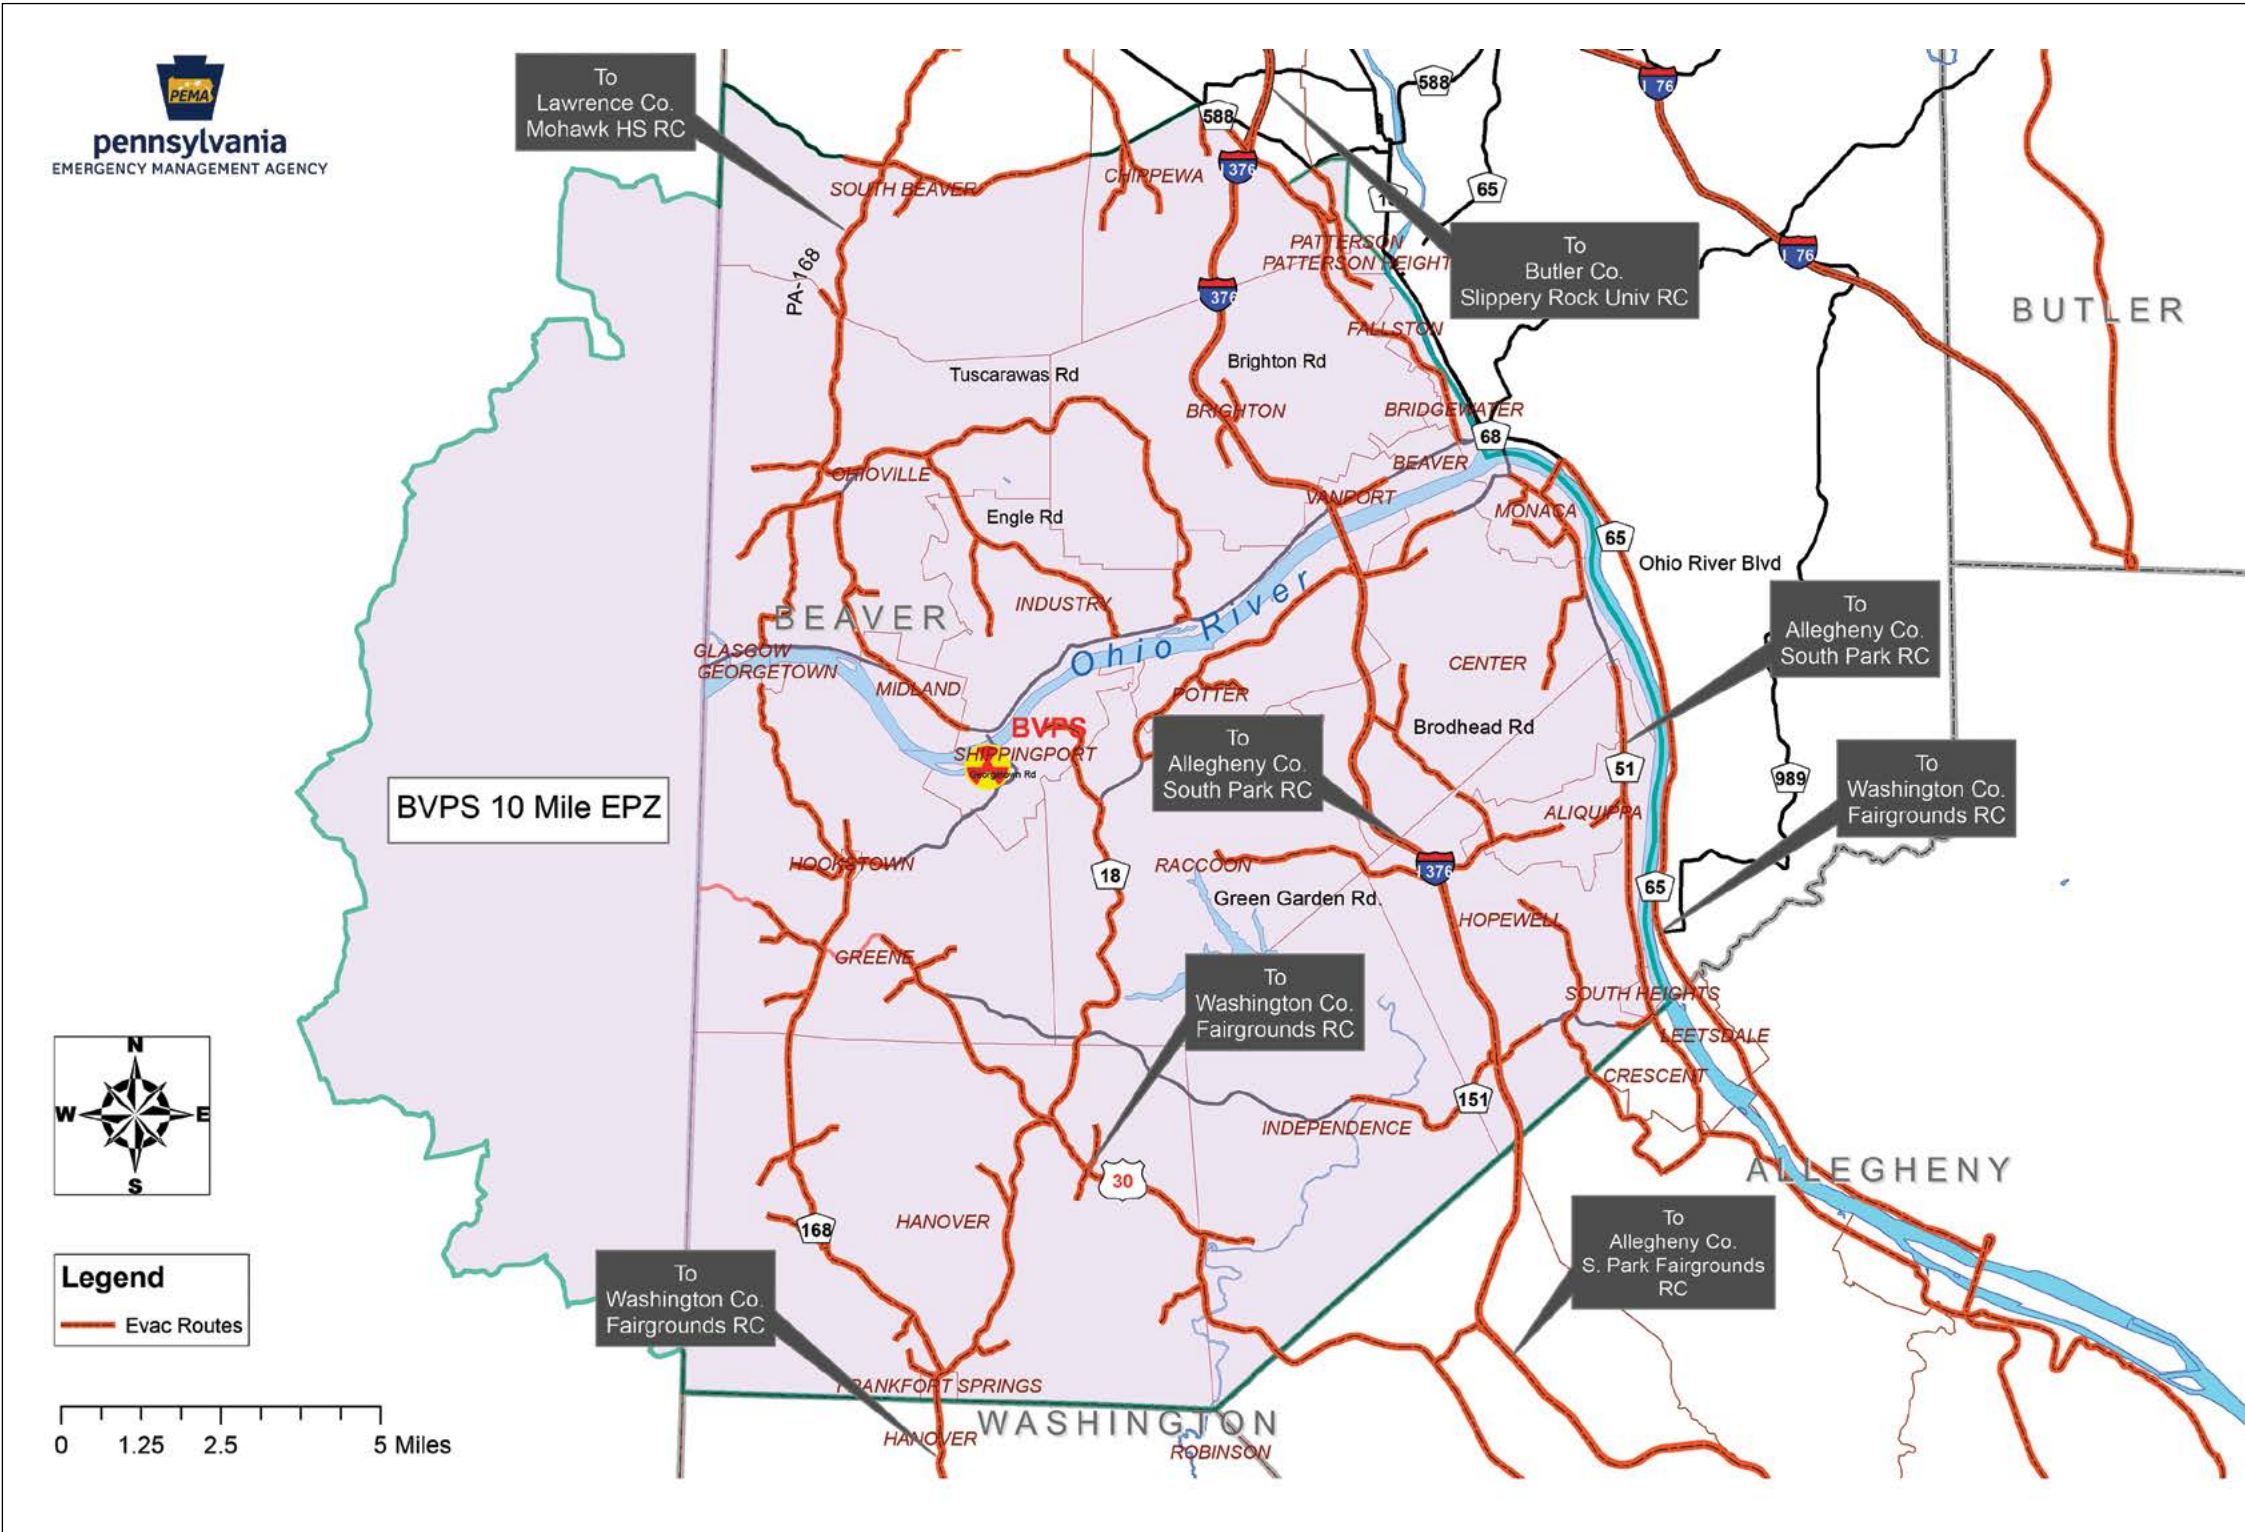 PEMA
pennsylvania
EMERGENCY MANAGEMENT AGENCY
To
Lawrence Co.
Mohawk HS RC
588
588
I 76
376
65
SOUTH BEAVER
CHIPPEWA
PA-168
PATTERSON
PATTERSON HEIGHT
To
Butler Co.
Slippery Rock Univ RC
I 76
376
BUTLER
FALLSTON
Tuscarawas Rd
Brighton Rd
BRIGHTON
BRIDGEWATER
68
BEAVER
OHIOVILLE
VANPORT
MONACA
Engle Rd
65
Ohio River Blvd
INDUSTRY
BEAVER
Ohio River
To
Allegheny Co.
South Park RC
GLASGOW
GEORGETOWN
MIDLAND
CENTER
POTTER
BVPS
SHIPPINGPORT
Georgetown Rd
Brodhead Rd
To
Allegheny Co.
South Park RC
51
989
To
Washington Co.
Fairgrounds RC
BVPS 10 Mile EPZ
ALIQUIPPA
HOOKSTOWN
18
RACCOON
I 376
65
Green Garden Rd.
HOPEWELL
GREENE
To
Washington Co.
Fairgrounds RC
SOUTH HEIGHTS
LEETSDALE
CRESCENT
N
W E
S
151
INDEPENDENCE
30
ALLEGHENY
168
HANOVER
To
Allegheny Co.
S. Park Fairgrounds
RC
Legend
Evac Routes
To
Washington Co.
Fairgrounds RC
FRANKFORT SPRINGS
WASHINGTON
HANOVER
ROBINSON
0 1.25 2.5 5 Miles